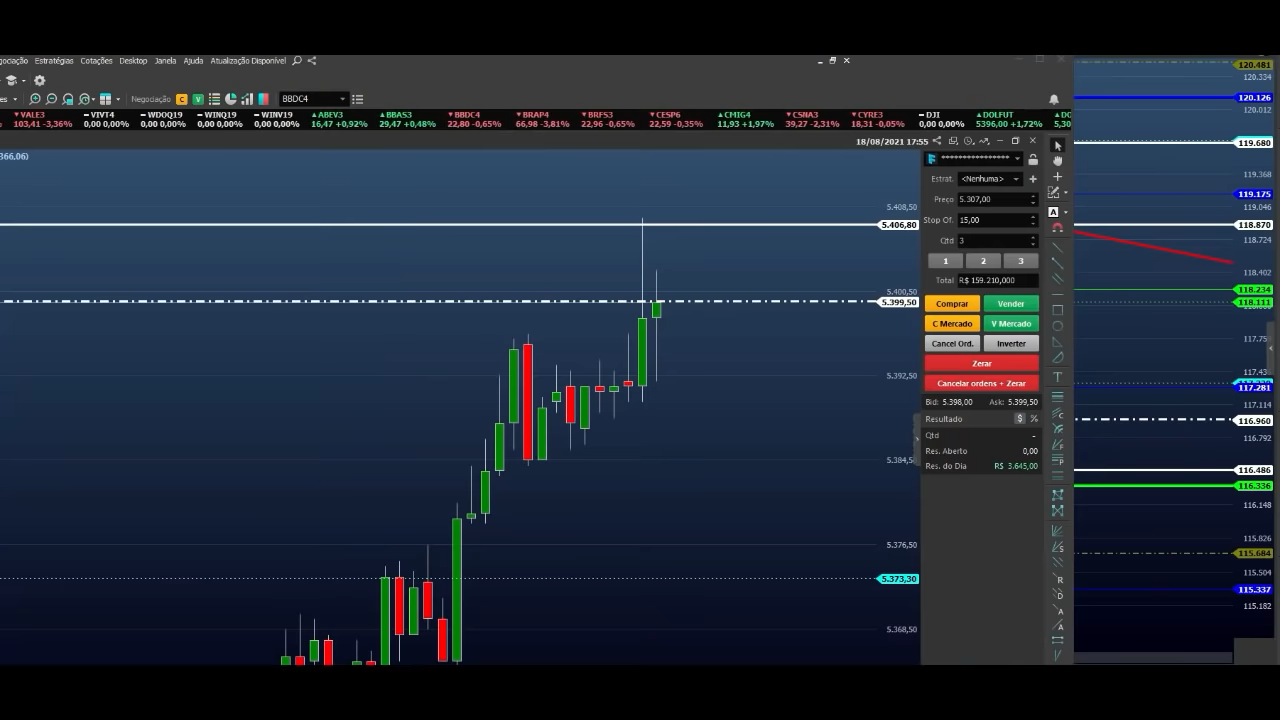 gociação Estratégias Cotações Desktop Janela Ajuda Atualização Disponível
es Negociação C V BBDC4
VALE3 VIVT4 WDOQ19 WINQ19 WINV19 ABEV3 BBAS3 BBDC4 BRAP4 BRFS3 CESP6 CMIG4 CSNA3 CYRE3 DJI DOLFUT DO
103,41 -3,36% 0,00 0,00% 0,00 0,00% 0,00 0,00% 0,00 0,00% 16,47 +0,92% 29,47 +0,48% 22,80 -0,65% 66,98 -3,81% 22,96 -0,65% 22,59 -0,35% 11,93 +1,97% 39,27 -2,31% 18,31 -0,05% 0,00 0,00% 5396,00 +1,72% 5,30
18/08/2021 17:55
366,06)
5.408,50
5.406,80
5.400,50
5.399,50
5.392,50
5.384,50
5.376,50
5.373,30
5.368,50
****************
Estrat. <Nenhuma>
Preço 5.307,00
Stop Of. 15,00
Qtd 3
1 2 3
Total R$ 159.210,000
Comprar Vender
C Mercado V Mercado
Cancel Ord. Inverter
Zerar
Cancelar ordens + Zerar
Bid: 5.398,00 Ask: 5.399,50
Resultado $ %
Qtd -
Res. Aberto 0,00
Res. do Dia R$ 3.645,00
120.481
120.334
120.126
120.012
119.680
119.368
119.175
119.046
118.870
118.724
118.402
118.234
118.111
117.75
117.43
117.281
117.114
116.960
116.792
116.486
116.336
116.148
115.826
115.684
115.504
115.337
115.182